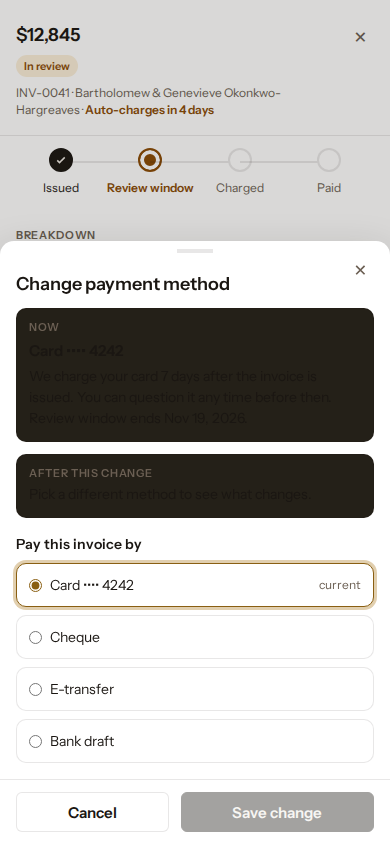 $12,845
In review
INV-0041 · Bartholomew & Genevieve Okonkwo-
Hargreaves · Auto-charges in 4 days
Issued
Review window
Charged
Paid
BREAKDOWN
Change payment method
NOW
Card •••• 4242
We charge your card 7 days after the invoice is
issued. You can question it any time before then.
Review window ends Nov 19, 2026.
AFTER THIS CHANGE
Pick a different method to see what changes.
Pay this invoice by
Card •••• 4242
current
Cheque
E-transfer
Bank draft
Cancel
Save change